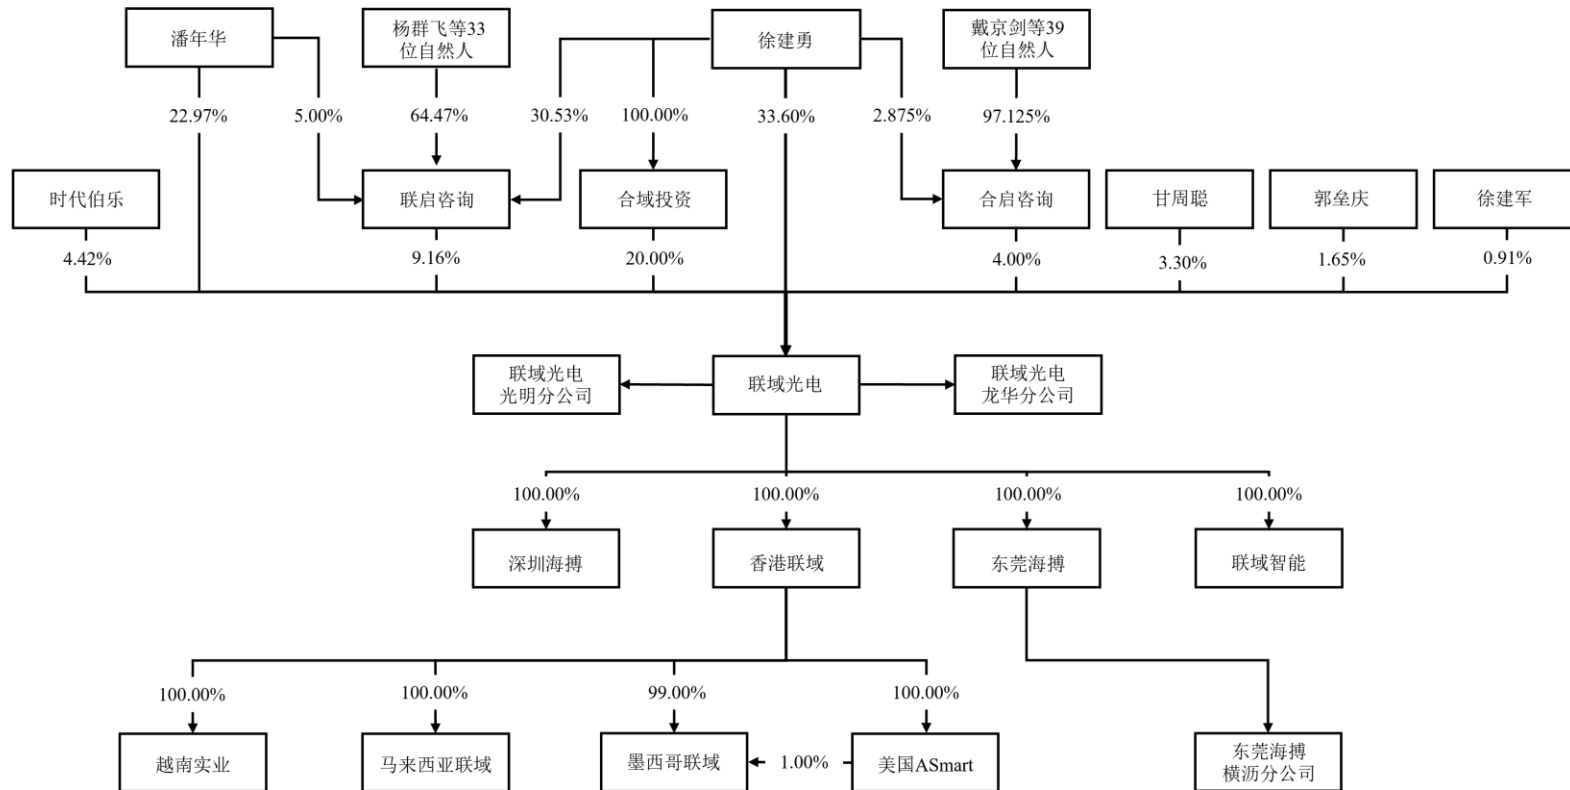 潘年华
杨群飞等33
位自然人
徐建勇
戴京剑等39
位自然人
22.97%
5.00%
64.47%
30.53%
100.00%
33.60%
2.875%
97.125%
时代伯乐
联启咨询
合域投资
合启咨询
甘周聪
郭垒庆
徐建军
4.42%
9.16%
20.00%
4.00%
3.30%
1.65%
0.91%
联域光电
光明分公司
联域光电
联域光电
龙华分公司
100.00%
100.00%
100.00%
100.00%
深圳海搏
香港联域
东莞海搏
联域智能
100.00%
100.00%
99.00%
100.00%
越南实业
马来西亚联域
墨西哥联域
1.00%
美国ASmart
东莞海搏
横沥分公司